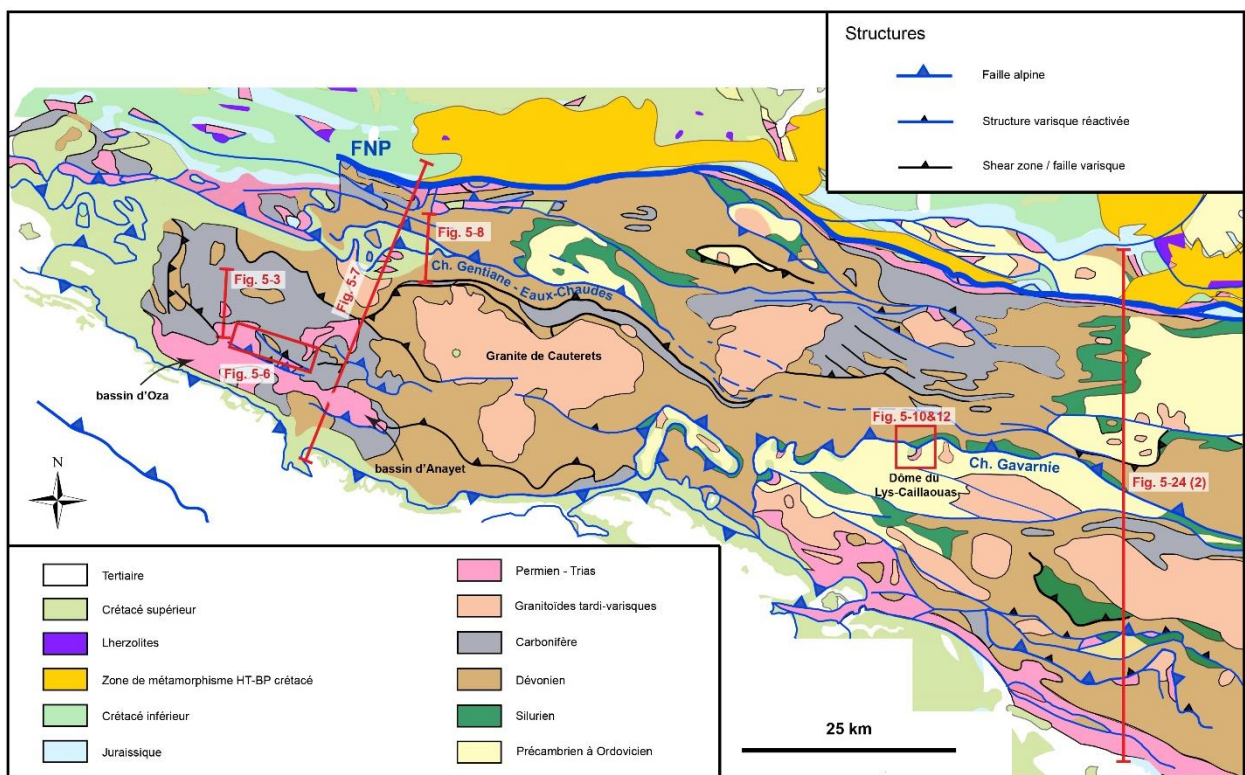 Structures
Faille alpine
Structure varisque réactivée
Shear zone / faille varisque
FNP
Fig. 5-8
Fig. 5-3
Fig. 5-7
Ch. Gentiane - Eaux-Chaudes
Granite de Cauterets
Fig. 5-6
bassin d'Oza
bassin d'Anayet
Fig. 5-10&12
Ch. Gavarnie
Dôme du
Lys-Caillaouas
Fig. 5-24 (2)
N
25 km
Tertiaire
Crétacé supérieur
Lherzolites
Zone de métamorphisme HT-BP crétacé
Crétacé inférieur
Juraissique
Permien - Trias
Granitoïdes tardi-varisques
Carbonifère
Dévonien
Silurien
Précambrien à Ordovicien